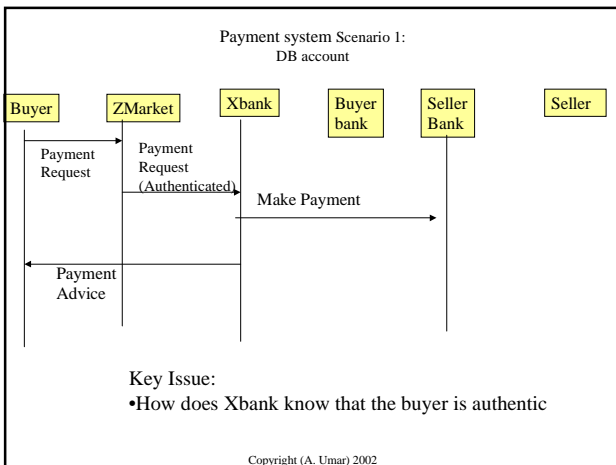 Payment system Scenario 1:
DB account
Buyer
ZMarket
Xbank
Buyer
bank
Seller
Bank
Seller
Payment
Request
Payment
Request
(Authenticated)
Make Payment
Payment
Advice
Key Issue:
•How does Xbank know that the buyer is authentic
Copyright (A. Umar) 2002